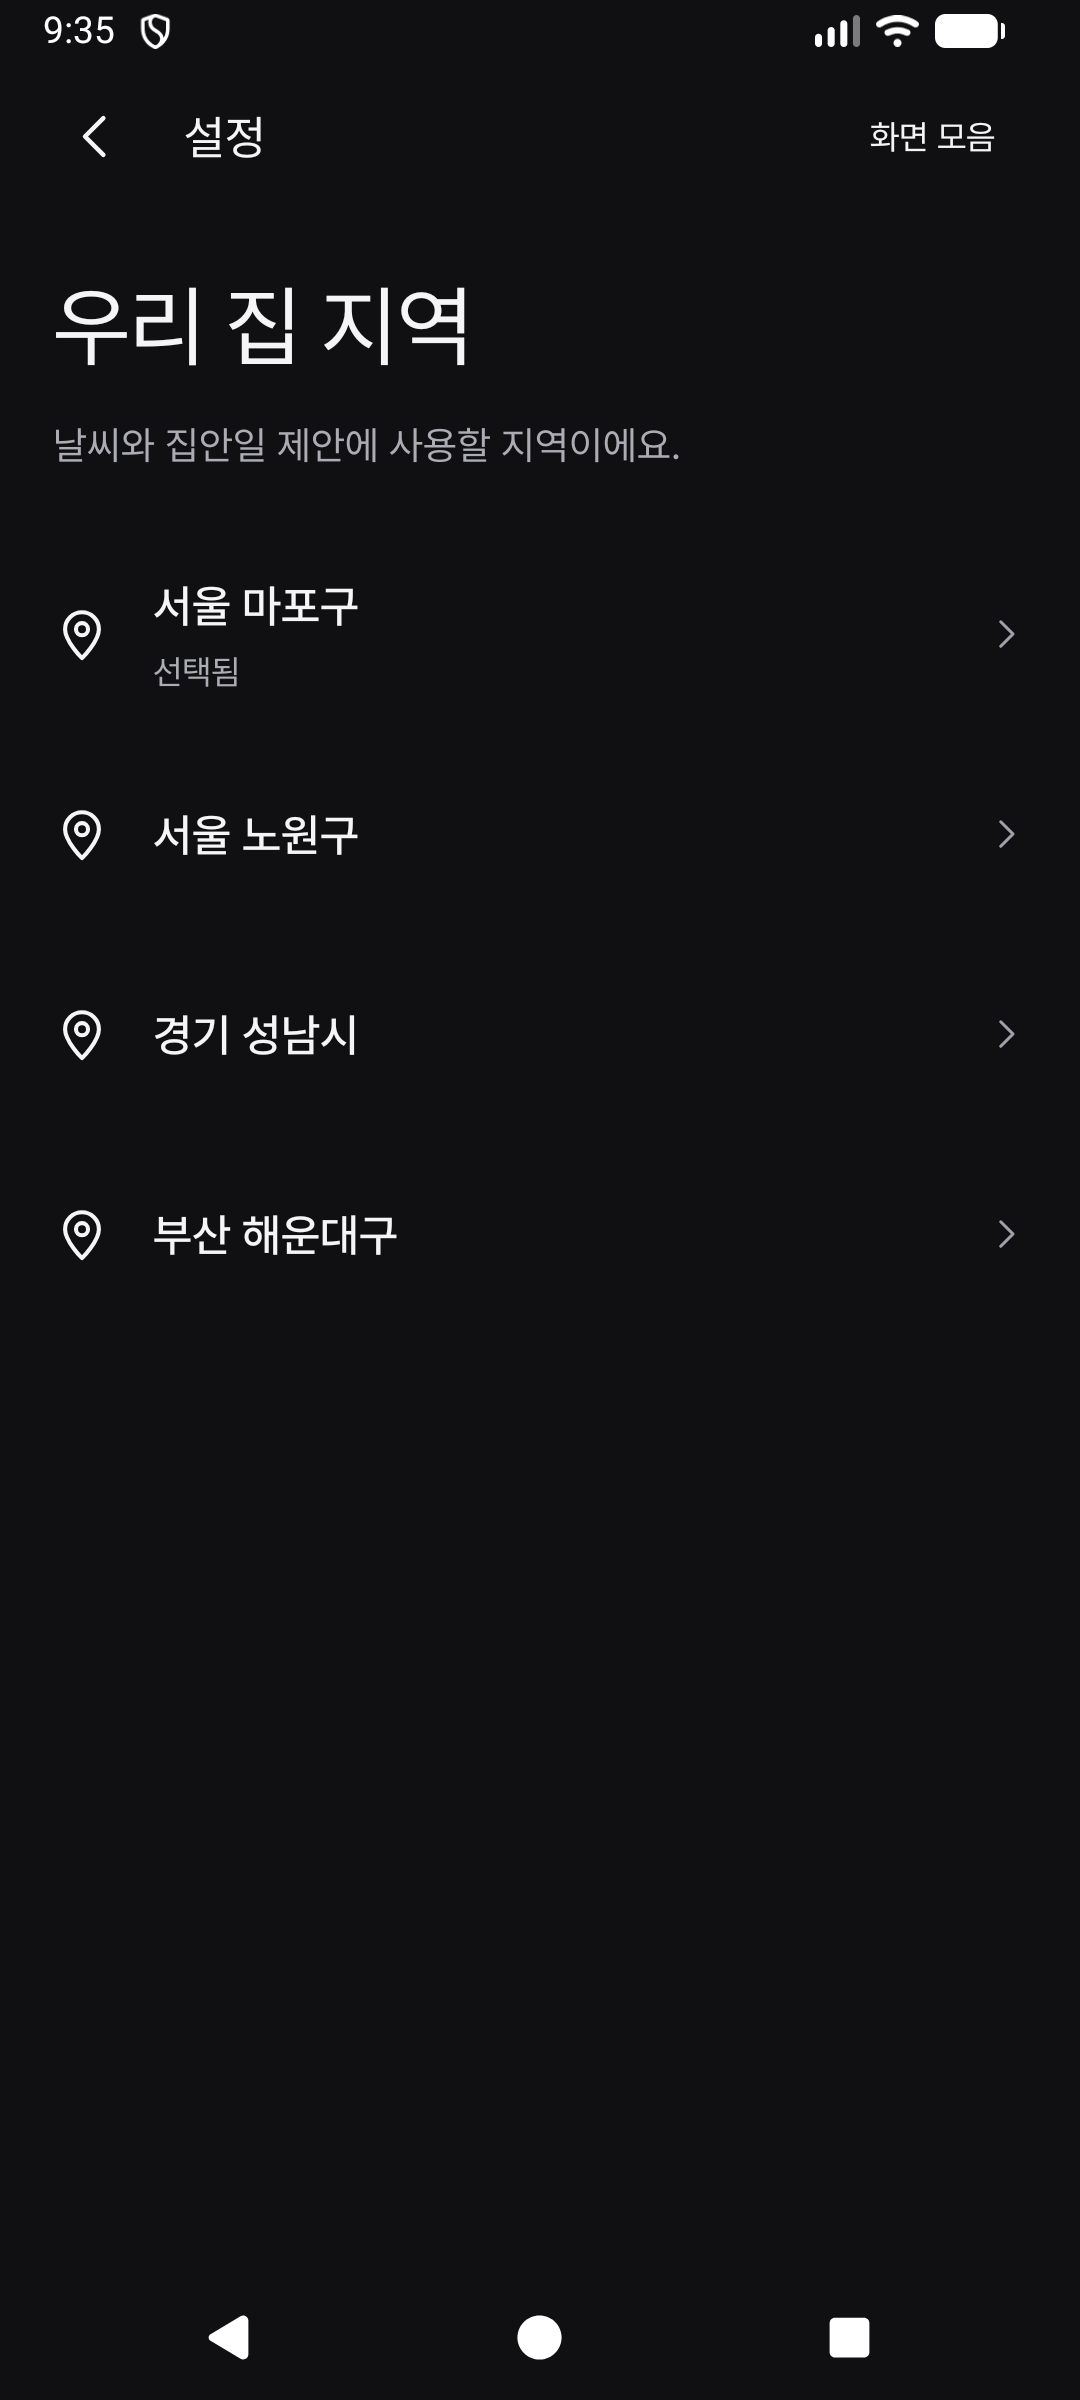 9:35
설정
화면 모음
우리 집 지역
날씨와 집안일 제안에 사용할 지역이에요.
서울 마포구
선택됨
서울 노원구
경기 성남시
부산 해운대구